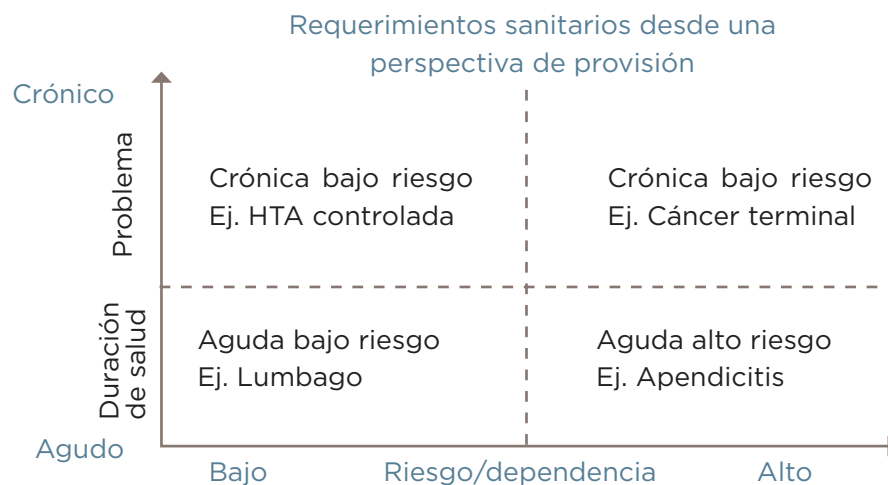 Requerimientos sanitarios desde una
perspectiva de provisión
Crónico
Problema
Crónica bajo riesgo
Ej. HTA controlada
Crónica bajo riesgo
Ej. Cáncer terminal
Duración
de salud
Aguda bajo riesgo
Ej. Lumbago
Aguda alto riesgo
Ej. Apendicitis
Agudo
Bajo
Riesgo/dependencia
Alto